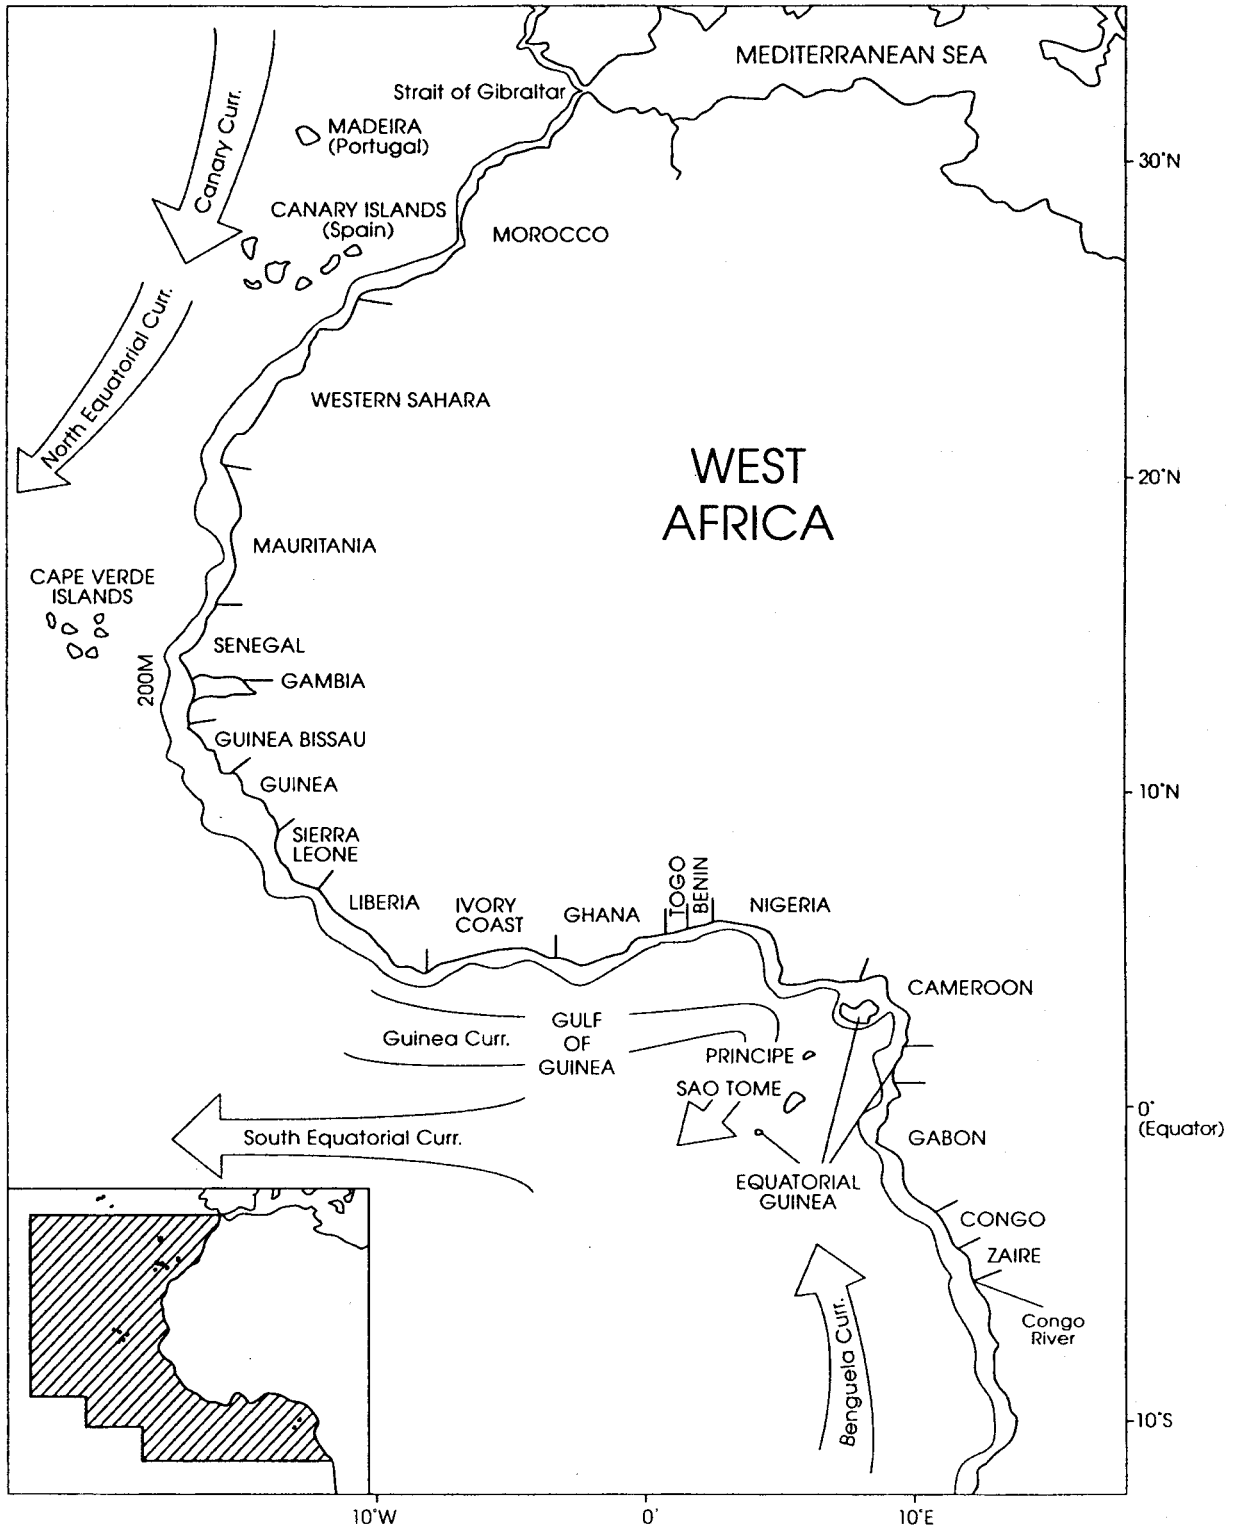 MEDITERRANEAN SEA
Strait of Gibraltar
Canary Curr.
MADEIRA
(Portugal)
30°N
CANARY ISLANDS
(Spain)
MOROCCO
North Equatorial Curr.
WESTERN SAHARA
WEST
AFRICA
20°N
MAURITANIA
CAPE VERDE
ISLANDS
SENEGAL
200M
GAMBIA
GUINEA BISSAU
GUINEA
10°N
SIERRA
LEONE
LIBERIA
IVORY
COAST
GHANA
TOGO
BENIN
NIGERIA
CAMEROON
Guinea Curr.
GULF
OF
GUINEA
PRINCIPE
SAO TOME
0°
(Equator)
South Equatorial Curr.
GABON
EQUATORIAL
GUINEA
CONGO
ZAIRE
Congo
River
Benguela Curr.
10°S
10°W
0°
10°E